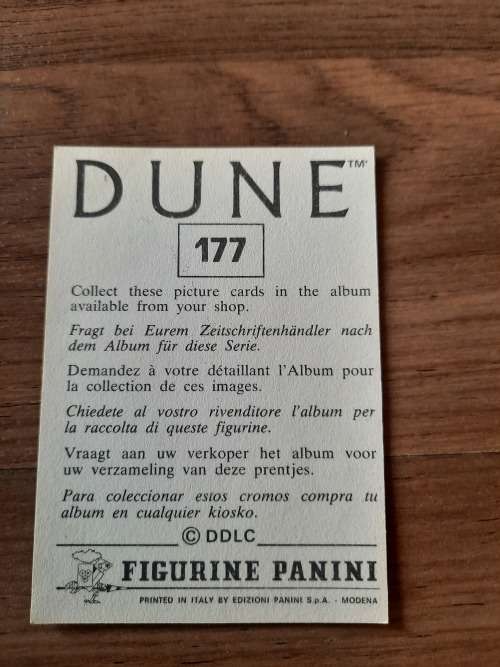 DUNE™
177
Collect these picture cards in the album
available from your shop.
Fragt bei Eurem Zeitschriftenhändler nach
dem Album für diese Serie.
Demandez à votre détaillant l'Album pour
la collection de ces images.
Chiedete al vostro rivenditore l'album per
la raccolta di queste figurine.
Vraagt aan uw verkoper het album voor
uw verzameling van deze prentjes.
Para coleccionar estos cromos compra tu
album en cualquier kiosko.
© DDLC
FIGURINE PANINI
PRINTED IN ITALY BY EDIZIONI PANINI S.p.A. - MODENA